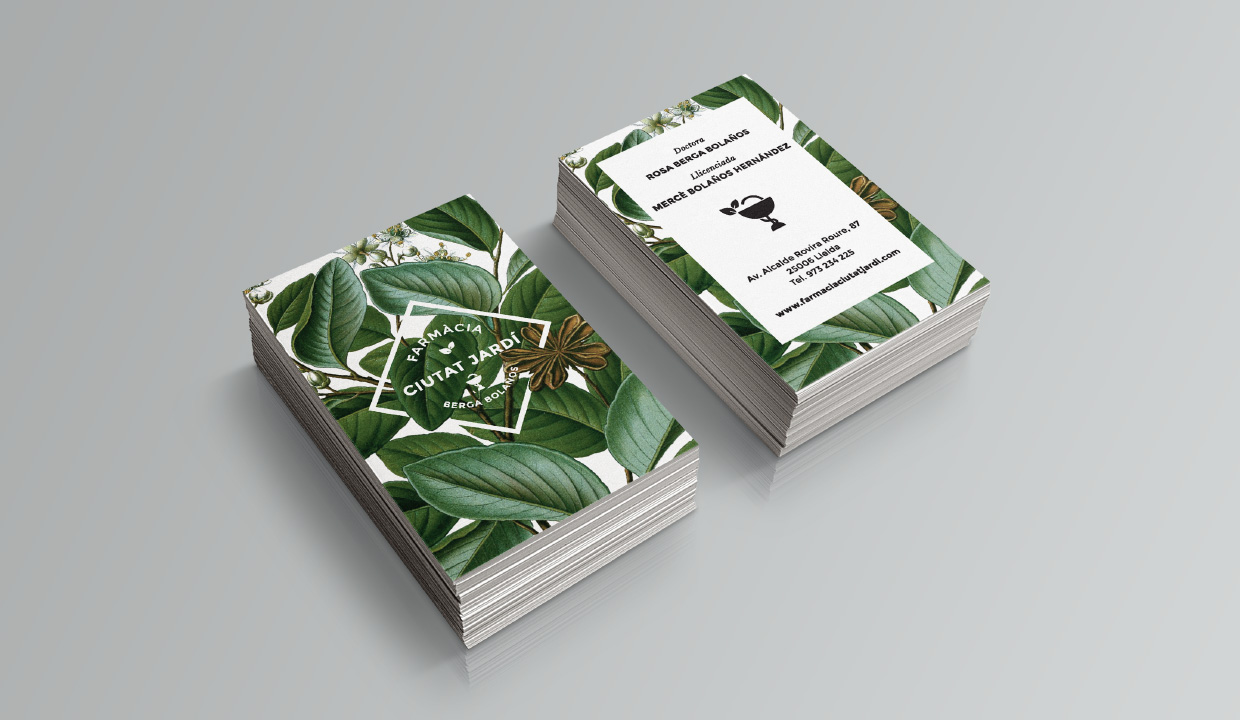 FARMÀCIA
CIUTAT JARDÍ
BERGA BOLAÑOS
Doctora
ROSA BERGA BOLAÑOS
Llicenciada
MERCÈ BOLAÑOS HERNÁNDEZ
Av. Alcalde Rovira Roure, 87
25006 Lleida
Tel. 973 234 225
www.farmaciaciutatjardi.com